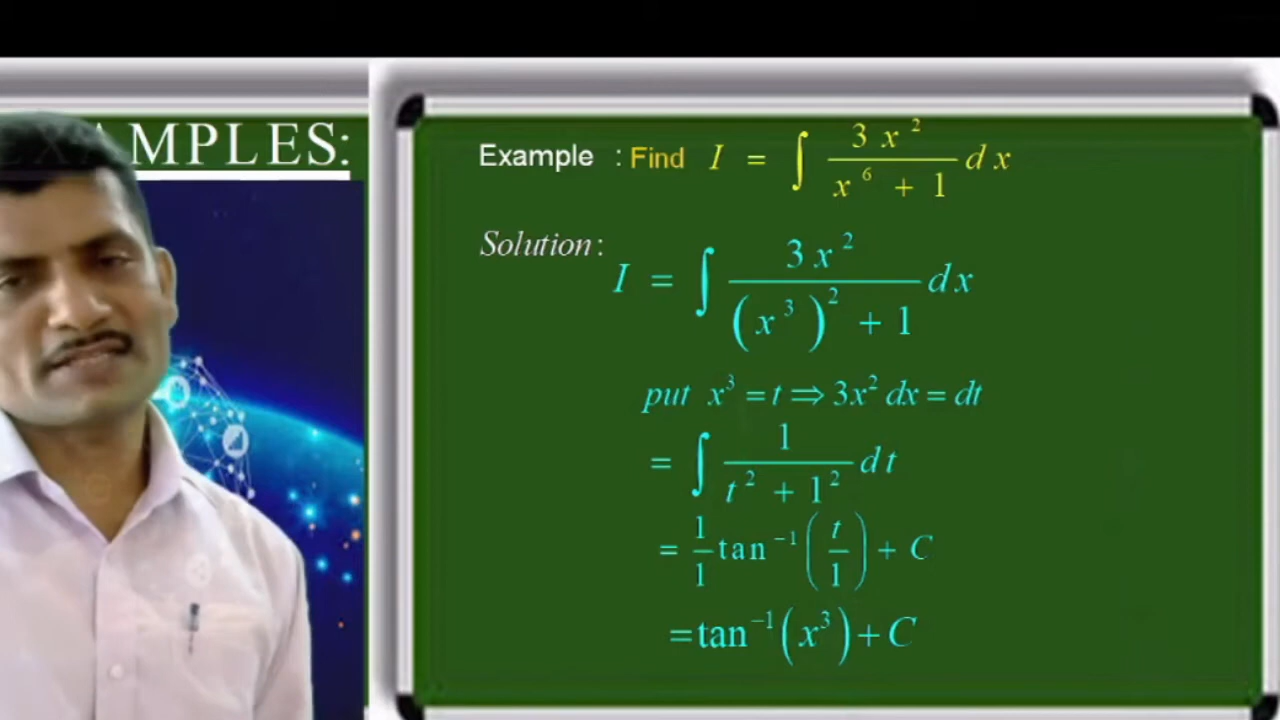 EXAMPLES:
Example : Find I = ∫ 3x²/(x⁶ + 1) dx
Solution:
I = ∫ 3x²/((x³)² + 1) dx
put x³ = t ⇒ 3x² dx = dt
= ∫ 1/(t² + 1²) dt
= 1/1 tan⁻¹(t/1) + C
= tan⁻¹(x³) + C